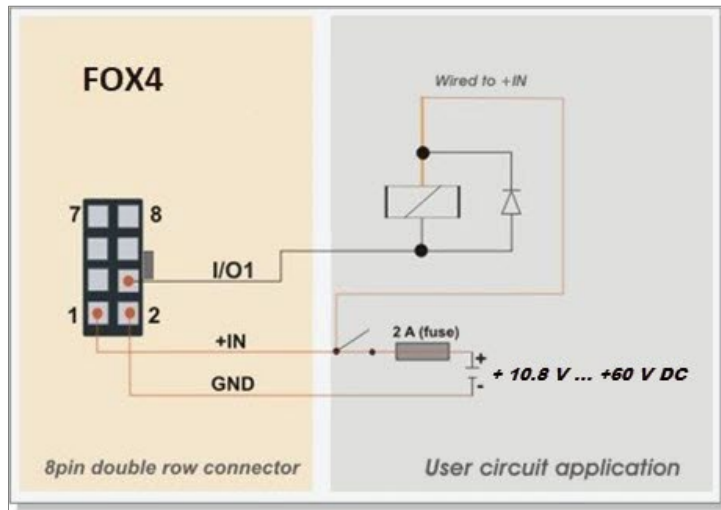 FOX4
Wired to +IN
7
8
I/O1
1
2
+IN
2 A (fuse)
GND
+
-
+ 10.8 V ... +60 V DC
8pin double row connector
User circuit application